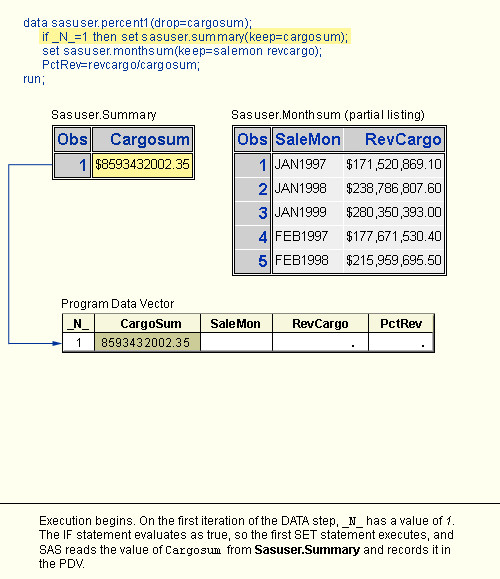 data sasuser.percent1(drop=cargosum);
if _N_=1 then set sasuser.summary(keep=cargosum);
set sasuser.monthsum(keep=salemon revcargo);
PctRev=revcargo/cargosum;
run;
Sasuser.Summary
Obs Cargosum
1 $8593432002.35
Sasuser.Monthsum (partial listing)
Obs SaleMon RevCargo
1 JAN1997 $171,520,869.10
2 JAN1998 $238,786,807.60
3 JAN1999 $280,350,393.00
4 FEB1997 $177,671,530.40
5 FEB1998 $215,959,695.50
Program Data Vector
_N_ CargoSum SaleMon RevCargo PctRev
1 8593432002.35 . .
Execution begins. On the first iteration of the DATA step, _N_ has a value of 1.
The IF statement evaluates as true, so the first SET statement executes, and
SAS reads the value of Cargosum from Sasuser.Summary and records it in
the PDV.